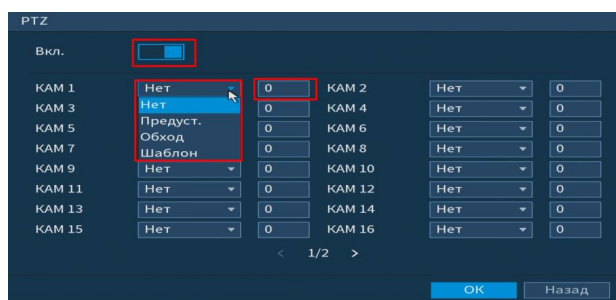 PTZ
Вкл.
КАМ 1 Нет 0 КАМ 2 Нет 0
КАМ 3 Нет 0 КАМ 4 Нет 0
КАМ 5 Предуст. 0 КАМ 6 Нет 0
КАМ 7 Обход 0 КАМ 8 Нет 0
Шаблон
КАМ 9 Нет 0 КАМ 10 Нет 0
КАМ 11 Нет 0 КАМ 12 Нет 0
КАМ 13 Нет 0 КАМ 14 Нет 0
КАМ 15 Нет 0 КАМ 16 Нет 0
< 1/2 >
ОК Назад